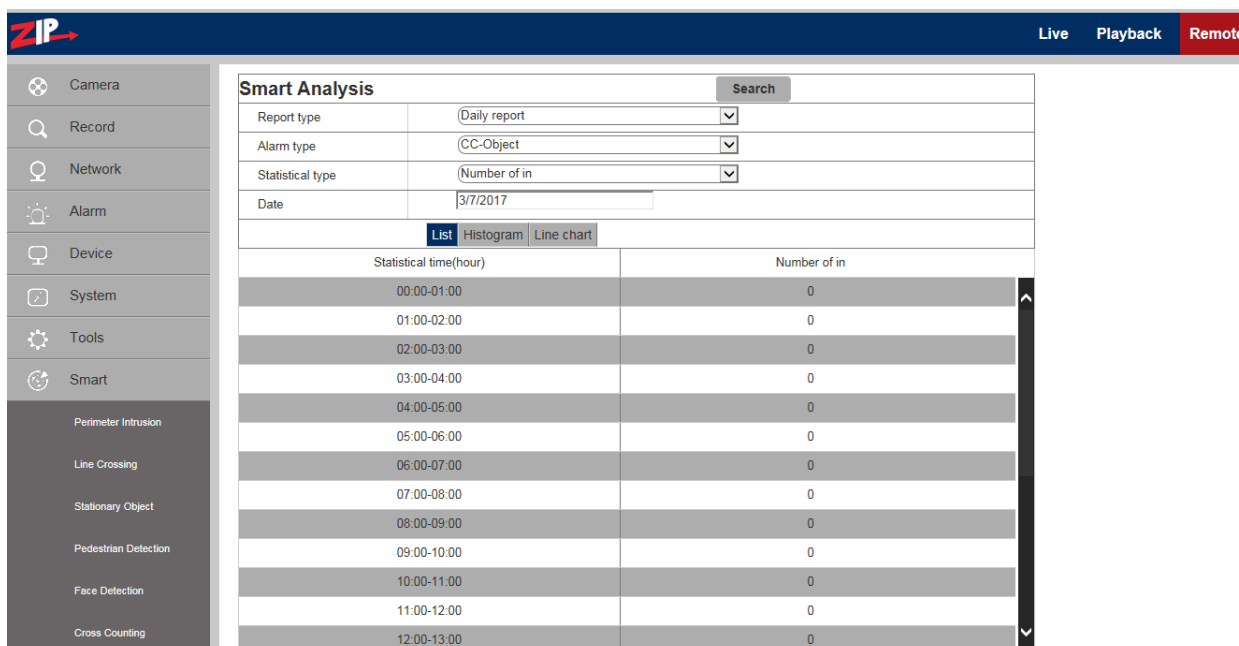 ZIP
Live Playback Remote
Camera
Record
Network
Alarm
Device
System
Tools
Smart
Perimeter Intrusion
Line Crossing
Stationary Object
Pedestrian Detection
Face Detection
Cross Counting
Smart Analysis Search
Report type Daily report
Alarm type CC-Object
Statistical type Number of in
Date 3/7/2017
List Histogram Line chart
Statistical time(hour) Number of in
00:00-01:00 0
01:00-02:00 0
02:00-03:00 0
03:00-04:00 0
04:00-05:00 0
05:00-06:00 0
06:00-07:00 0
07:00-08:00 0
08:00-09:00 0
09:00-10:00 0
10:00-11:00 0
11:00-12:00 0
12:00-13:00 0